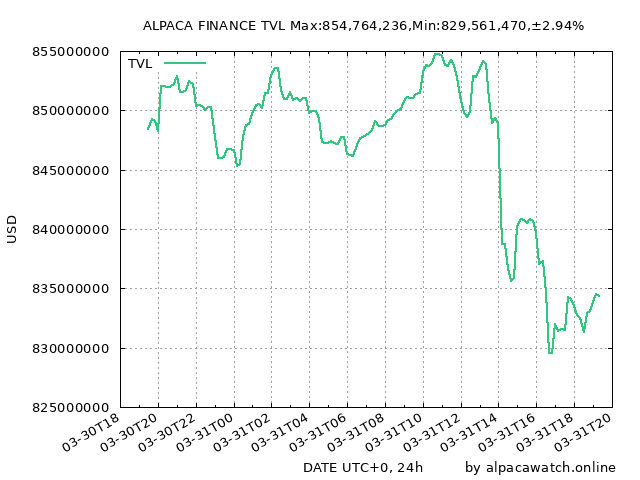 ALPACA FINANCE TVL Max:854,764,236,Min:829,561,470,±2.94%
TVL
USD
855000000
850000000
845000000
840000000
835000000
830000000
825000000
03-30T18
03-30T20
03-30T22
03-31T00
03-31T02
03-31T04
03-31T06
03-31T08
03-31T10
03-31T12
03-31T14
03-31T16
03-31T18
03-31T20
DATE UTC+0, 24h by alpacawatch.online